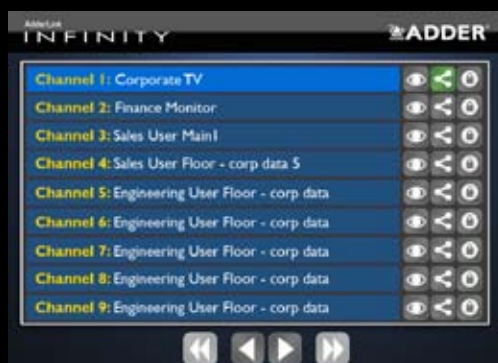 AdderLink
INFINITY
ADDER
Channel 1: Corporate TV
Channel 2: Finance Monitor
Channel 3: Sales User Main1
Channel 4: Sales User Floor - corp data 5
Channel 5: Engineering User Floor - corp data
Channel 6: Engineering User Floor - corp data
Channel 7: Engineering User Floor - corp data
Channel 8: Engineering User Floor - corp data
Channel 9: Engineering User Floor - corp data